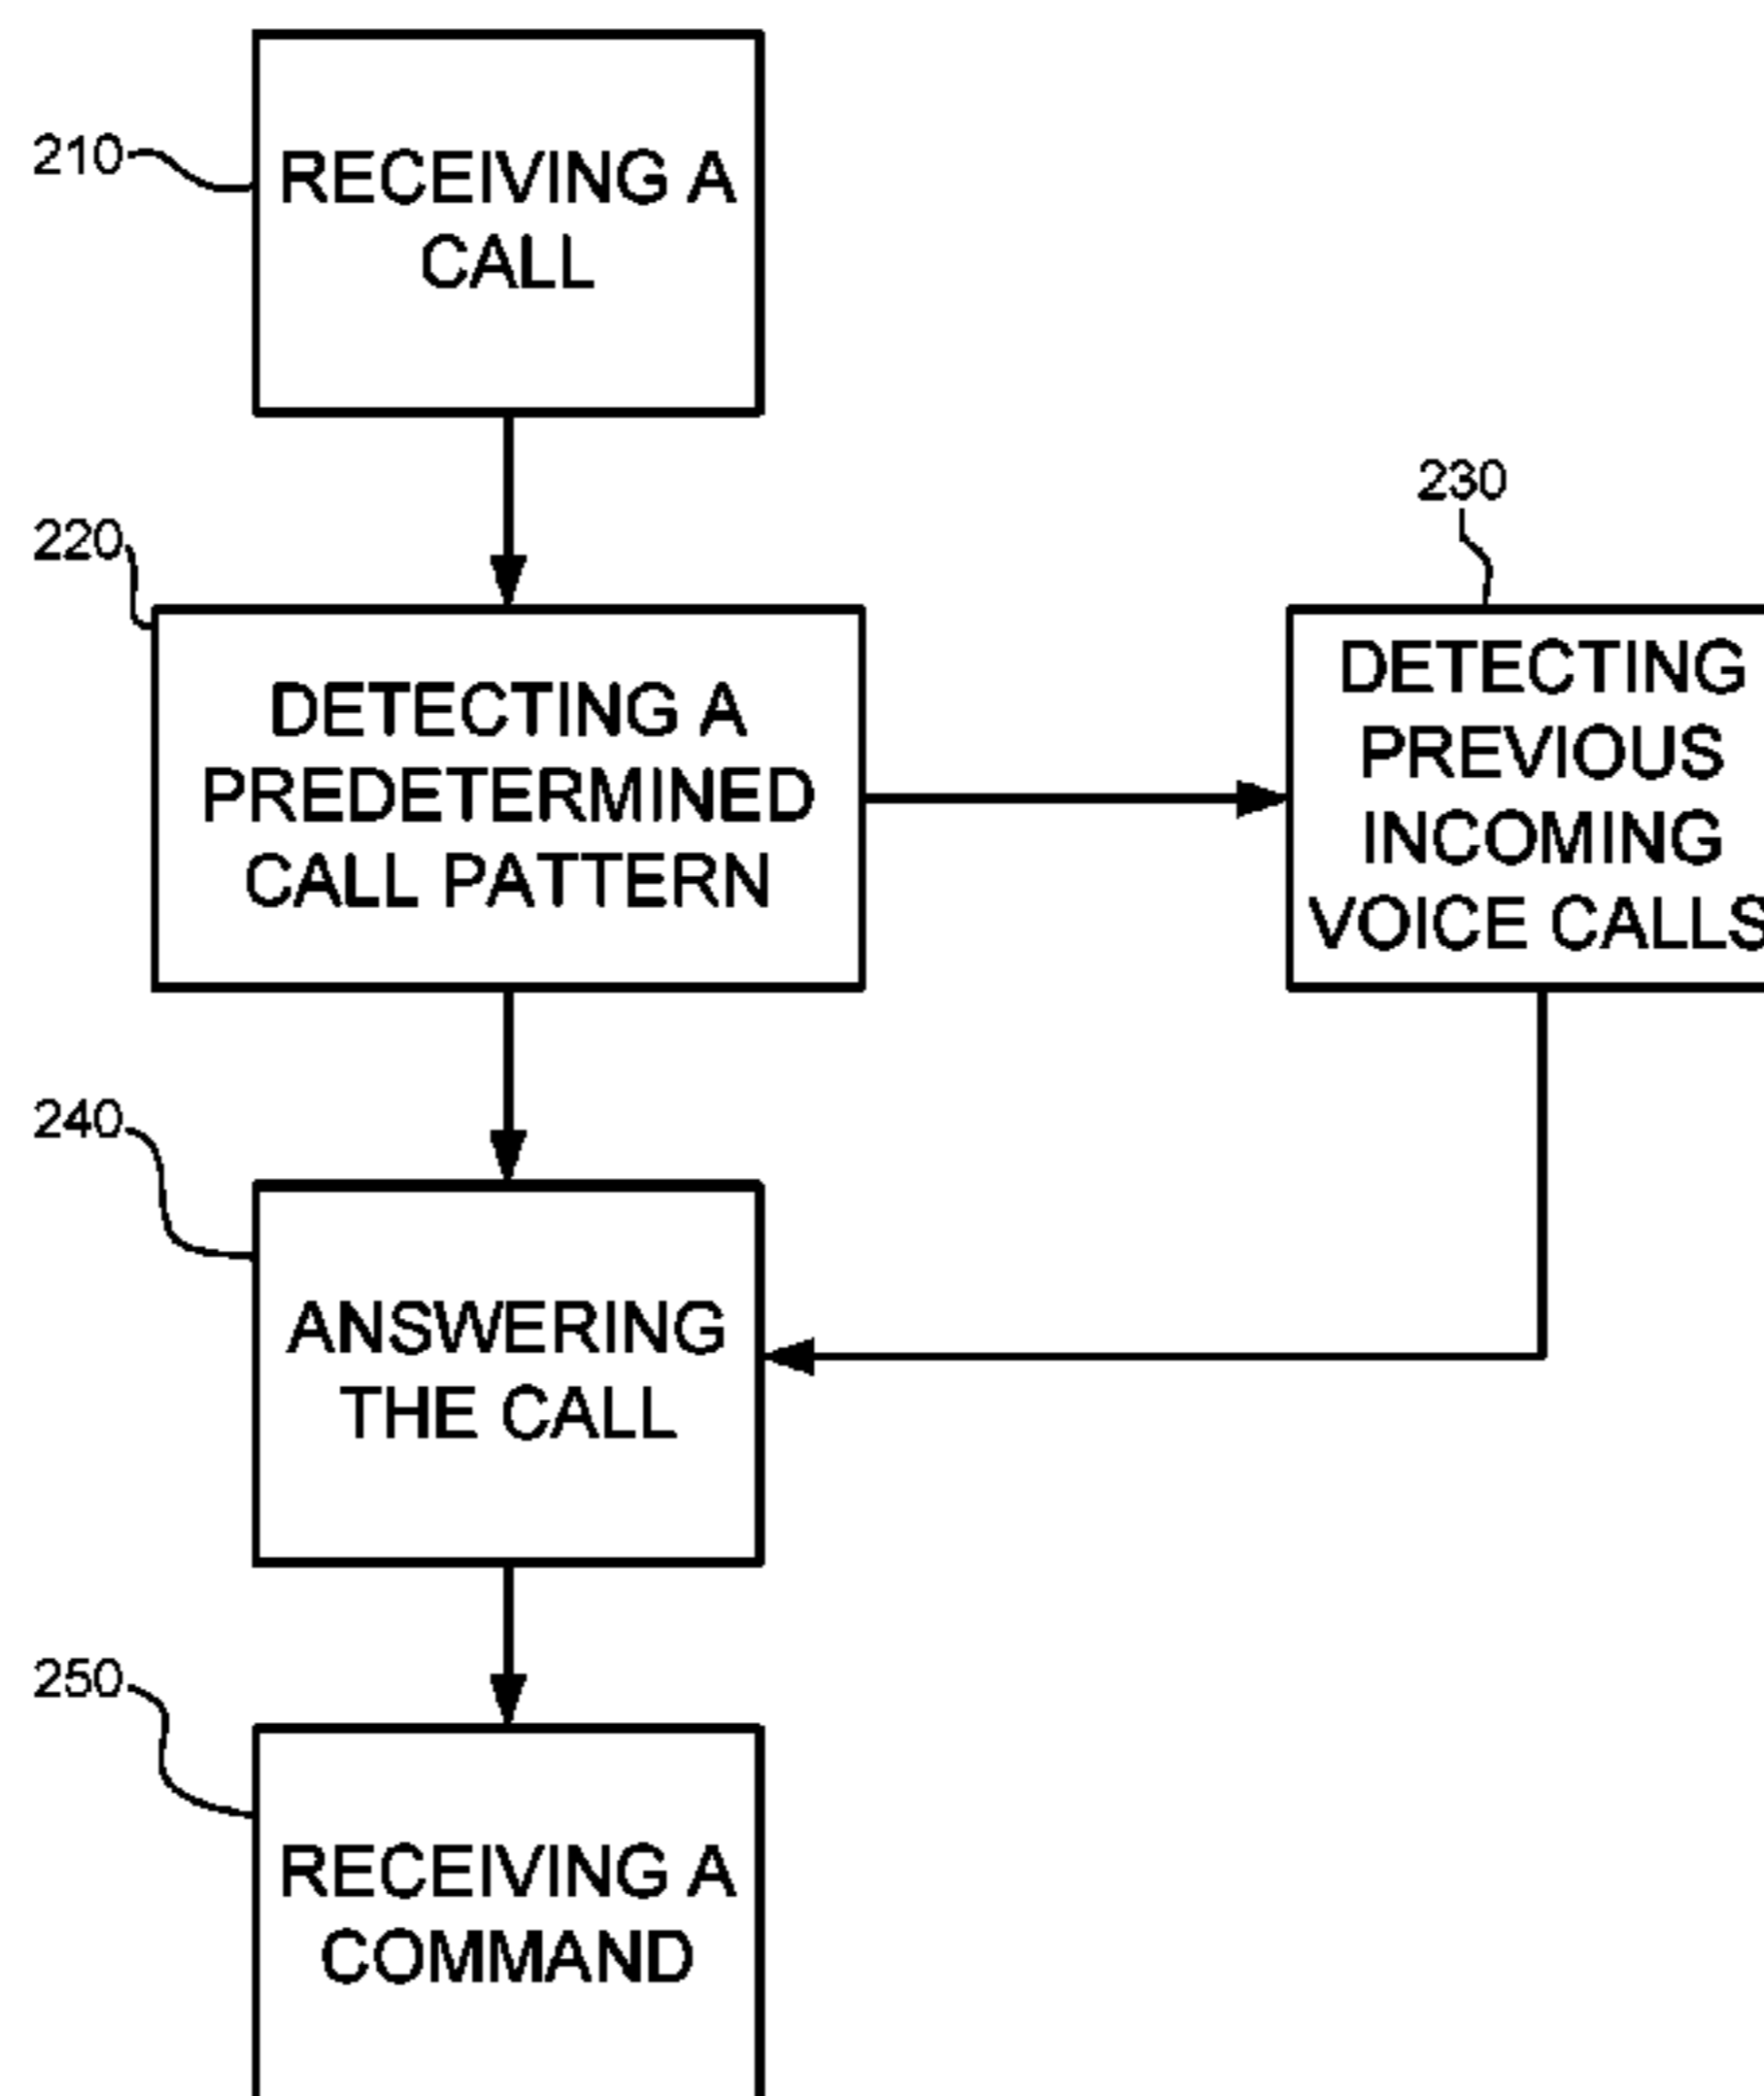 210
RECEIVING A
CALL
220
DETECTING A
PREDETERMINED
CALL PATTERN
230
DETECTING
PREVIOUS
INCOMING
VOICE CALLS
240
ANSWERING
THE CALL
250
RECEIVING A
COMMAND